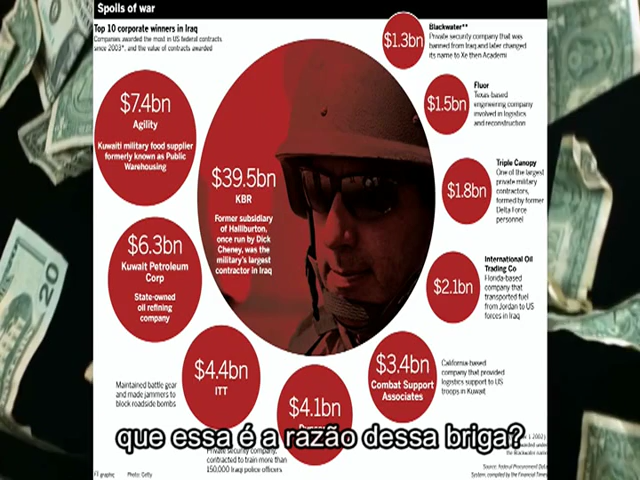 Spoils of war
Top 10 corporate winners in Iraq
Companies awarded the most in US federal contracts
since 2003*, and the value of contracts awarded
$1.3bn
Blackwater**
Private security company that was
banned from Iraq and later changed
its name to Xe then Academi
$1.5bn
Fluor
Texas-based
engineering company
involved in logistics
and reconstruction
$1.8bn
Triple Canopy
One of the largest
private military
contractors,
formed by former
Delta Force
personnel
$2.1bn
International Oil
Trading Co
Florida-based
company that
transported fuel
from Jordan to US
forces in Iraq
$3.4bn
Combat Support
Associates
California-based
company that provided
logistics support to US
troops in Kuwait
$4.1bn
Private security company,
contracted to train more than
150,000 Iraqi police officers
$4.4bn
ITT
Maintained battle gear
and made jammers to
block roadside bombs
$6.3bn
Kuwait Petroleum
Corp
State-owned
oil refining
company
$7.4bn
Agility
Kuwaiti military food supplier
formerly known as Public
Warehousing
$39.5bn
KBR
Former subsidiary
of Halliburton,
once run by Dick
Cheney, was the
military's largest
contractor in Iraq
que essa é a razão dessa briga?
FT graphic Photo: Getty
Source: Federal Procurement Data
System, compiled by the Financial Times
20